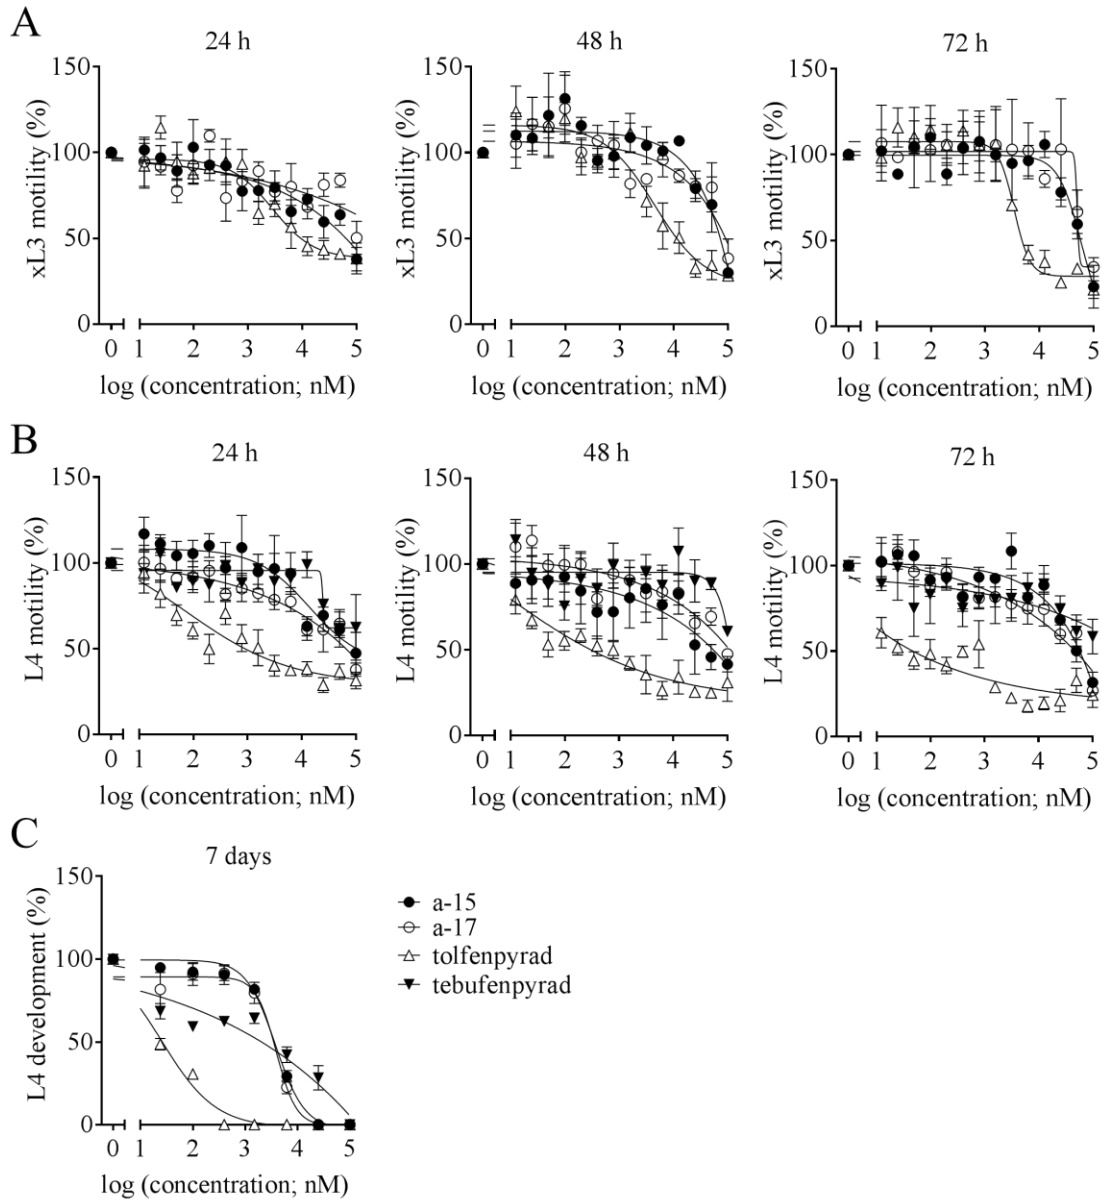 A
24 h
48 h
72 h
xL3 motility (%)
150
100
50
0
0 1 2 3 4 5
log (concentration; nM)
xL3 motility (%)
150
100
50
0
0 1 2 3 4 5
log (concentration; nM)
xL3 motility (%)
150
100
50
0
0 1 2 3 4 5
log (concentration; nM)
B
24 h
48 h
72 h
L4 motility (%)
150
100
50
0
0 1 2 3 4 5
log (concentration; nM)
L4 motility (%)
150
100
50
0
0 1 2 3 4 5
log (concentration; nM)
L4 motility (%)
150
100
50
0
0 1 2 3 4 5
log (concentration; nM)
C
7 days
L4 development (%)
150
100
50
0
0 1 2 3 4 5
log (concentration; nM)
a-15
a-17
tolfenpyrad
tebufenpyrad